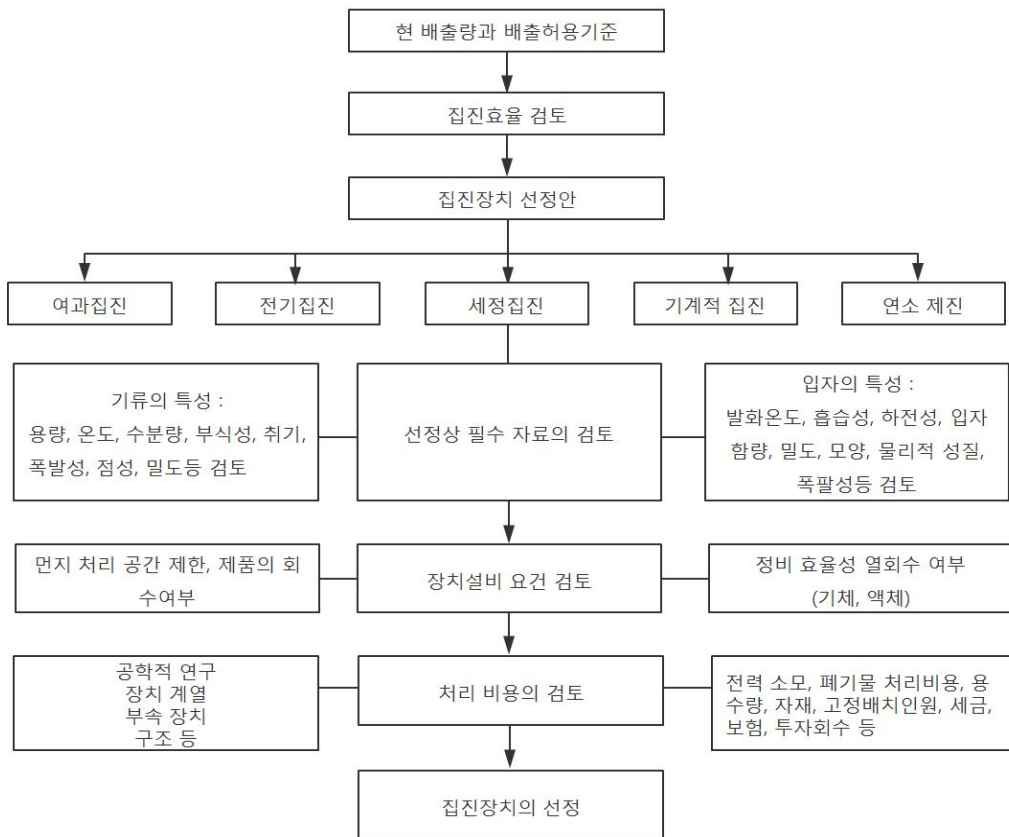 현 배출량과 배출허용기준
집진효율 검토
집진장치 선정안
여과집진
전기집진
세정집진
기계적 집진
연소 제진
기류의 특성 :
용량, 온도, 수분량, 부식성, 취기,
폭발성, 점성, 밀도등 검토
선정상 필수 자료의 검토
입자의 특성 :
발화온도, 흡습성, 하전성, 입자
함량, 밀도, 모양, 물리적 성질,
폭팔성등 검토
먼지 처리 공간 제한, 제품의 회
수여부
장치설비 요건 검토
정비 효율성 열회수 여부
(기체, 액체)
공학적 연구
장치 계열
부속 장치
구조 등
처리 비용의 검토
전력 소모, 폐기물 처리비용, 용
수량, 자재, 고정배치인원, 세금,
보험, 투자회수 등
집진장치의 선정